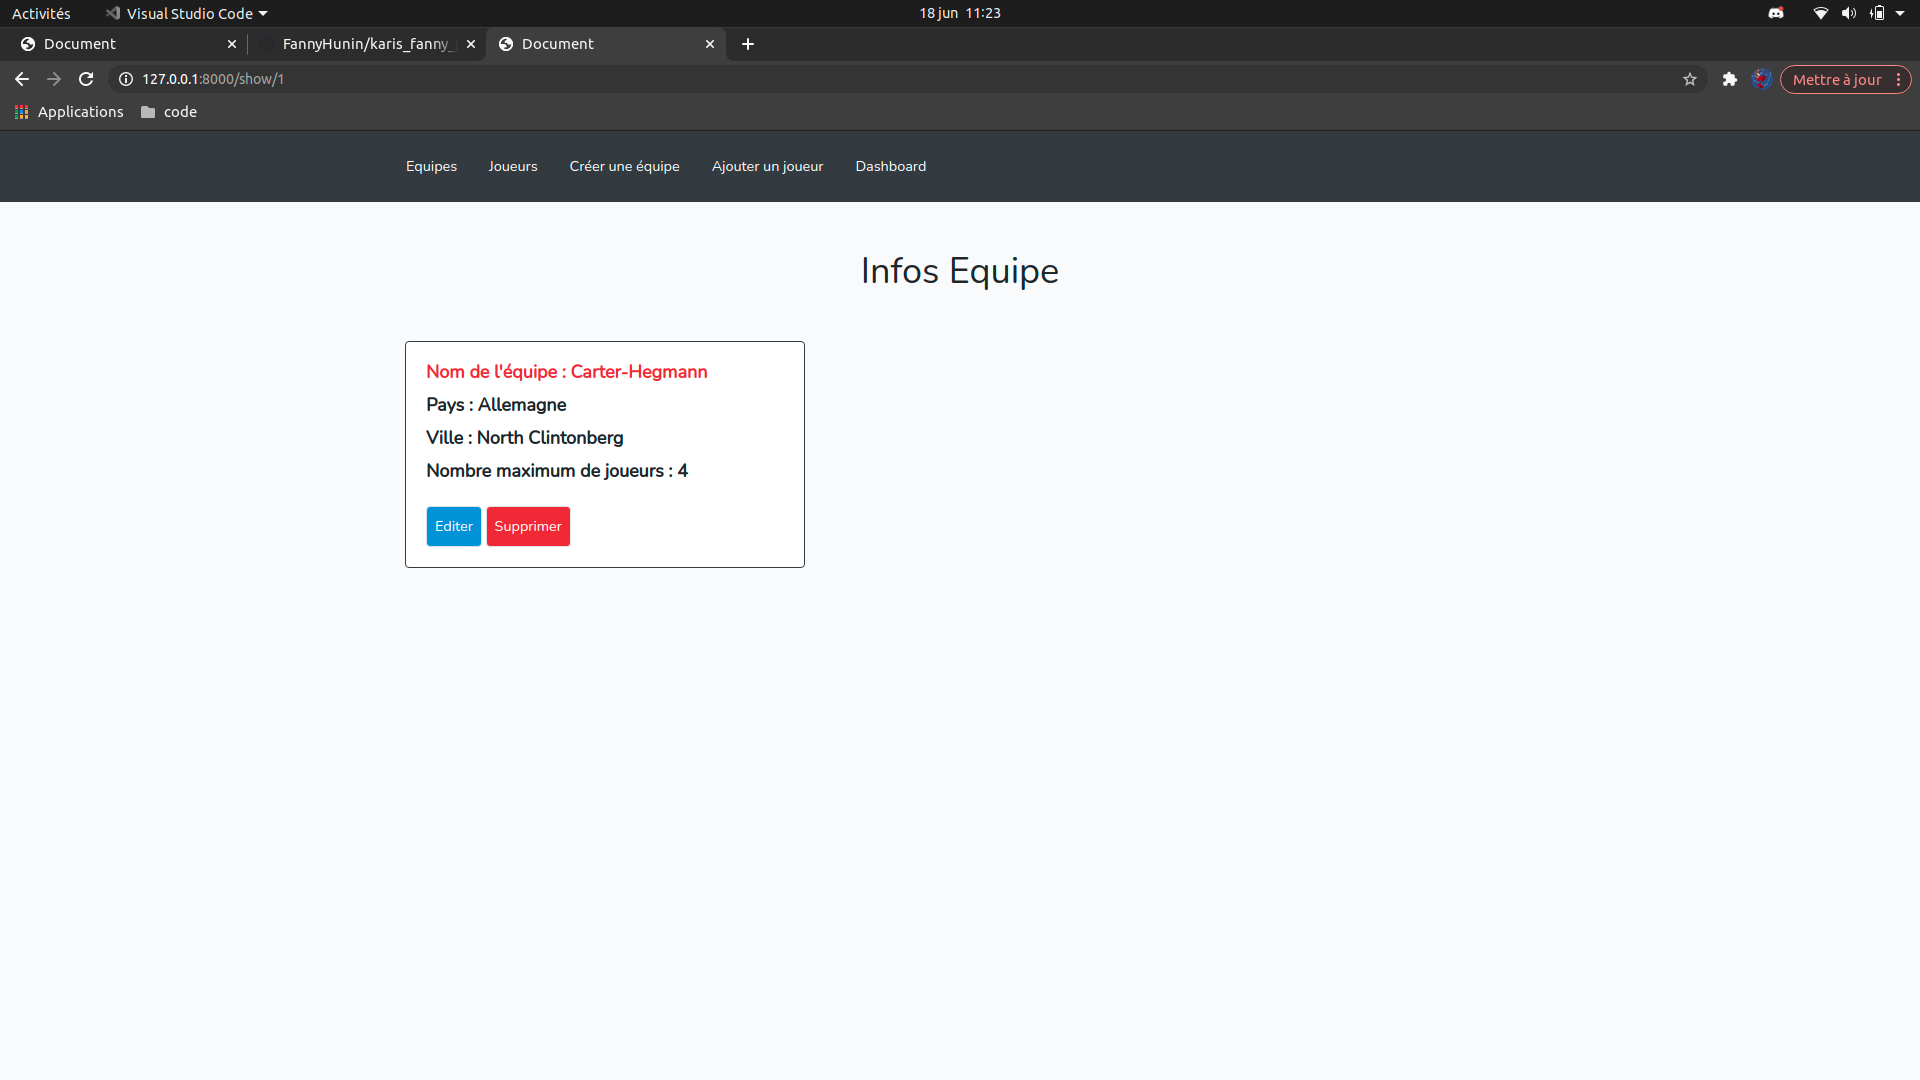 Activités Visual Studio Code 18 jun 11:23
Document FannyHunin/karis_fanny_ Document
127.0.0.1:8000/show/1 Mettre à jour
Applications code
Equipes Joueurs Créer une équipe Ajouter un joueur Dashboard
Infos Equipe
Nom de l'équipe : Carter-Hegmann
Pays : Allemagne
Ville : North Clintonberg
Nombre maximum de joueurs : 4
Editer Supprimer